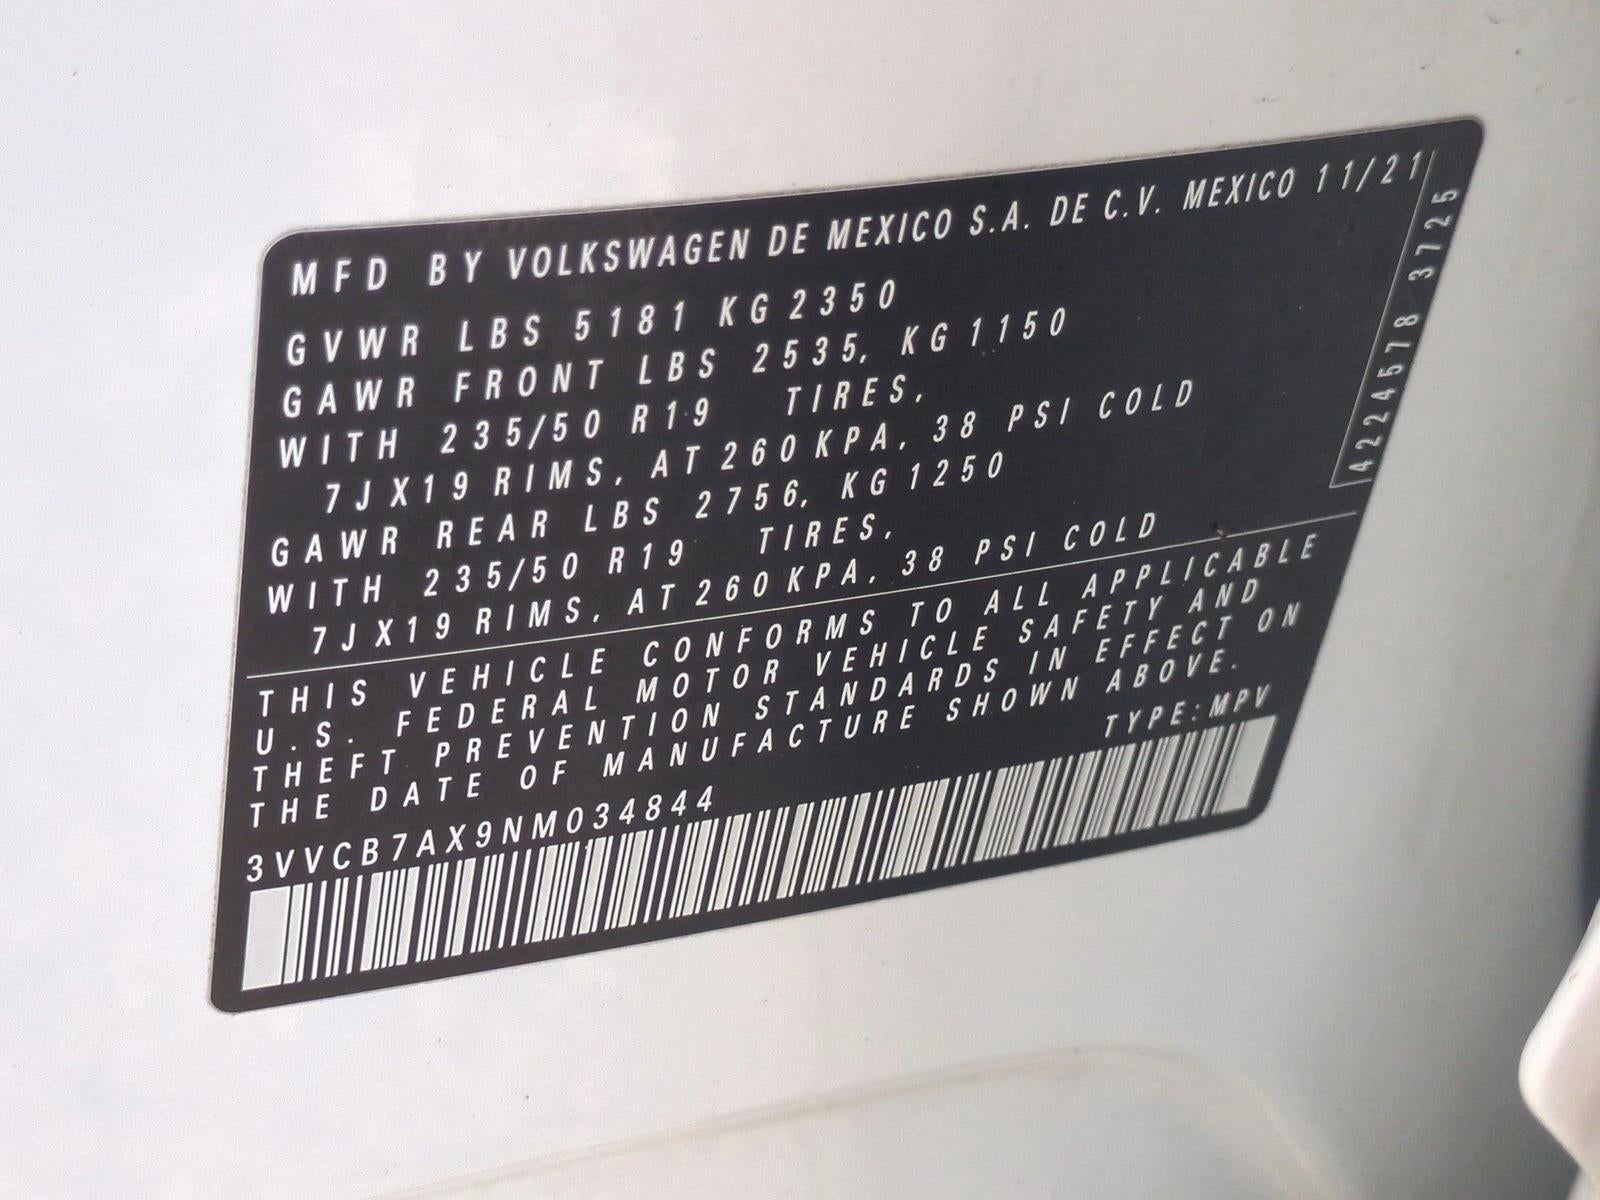 MFD BY VOLKSWAGEN DE MEXICO S.A. DE C.V. MEXICO 11/21
GVWR LBS 5181 KG 2350
GAWR FRONT LBS 2535, KG 1150
WITH 235/50 R19 TIRES,
7JX19 RIMS, AT 260 KPA, 38 PSI COLD
GAWR REAR LBS 2756, KG 1250
WITH 235/50 R19 TIRES,
7JX19 RIMS, AT 260 KPA, 38 PSI COLD
4224578 3725
THIS VEHICLE CONFORMS TO ALL APPLICABLE
U.S. FEDERAL MOTOR VEHICLE SAFETY AND
THEFT PREVENTION STANDARDS IN EFFECT ON
THE DATE OF MANUFACTURE SHOWN ABOVE.
TYPE: MPV
3VVCB7AX9NM034844